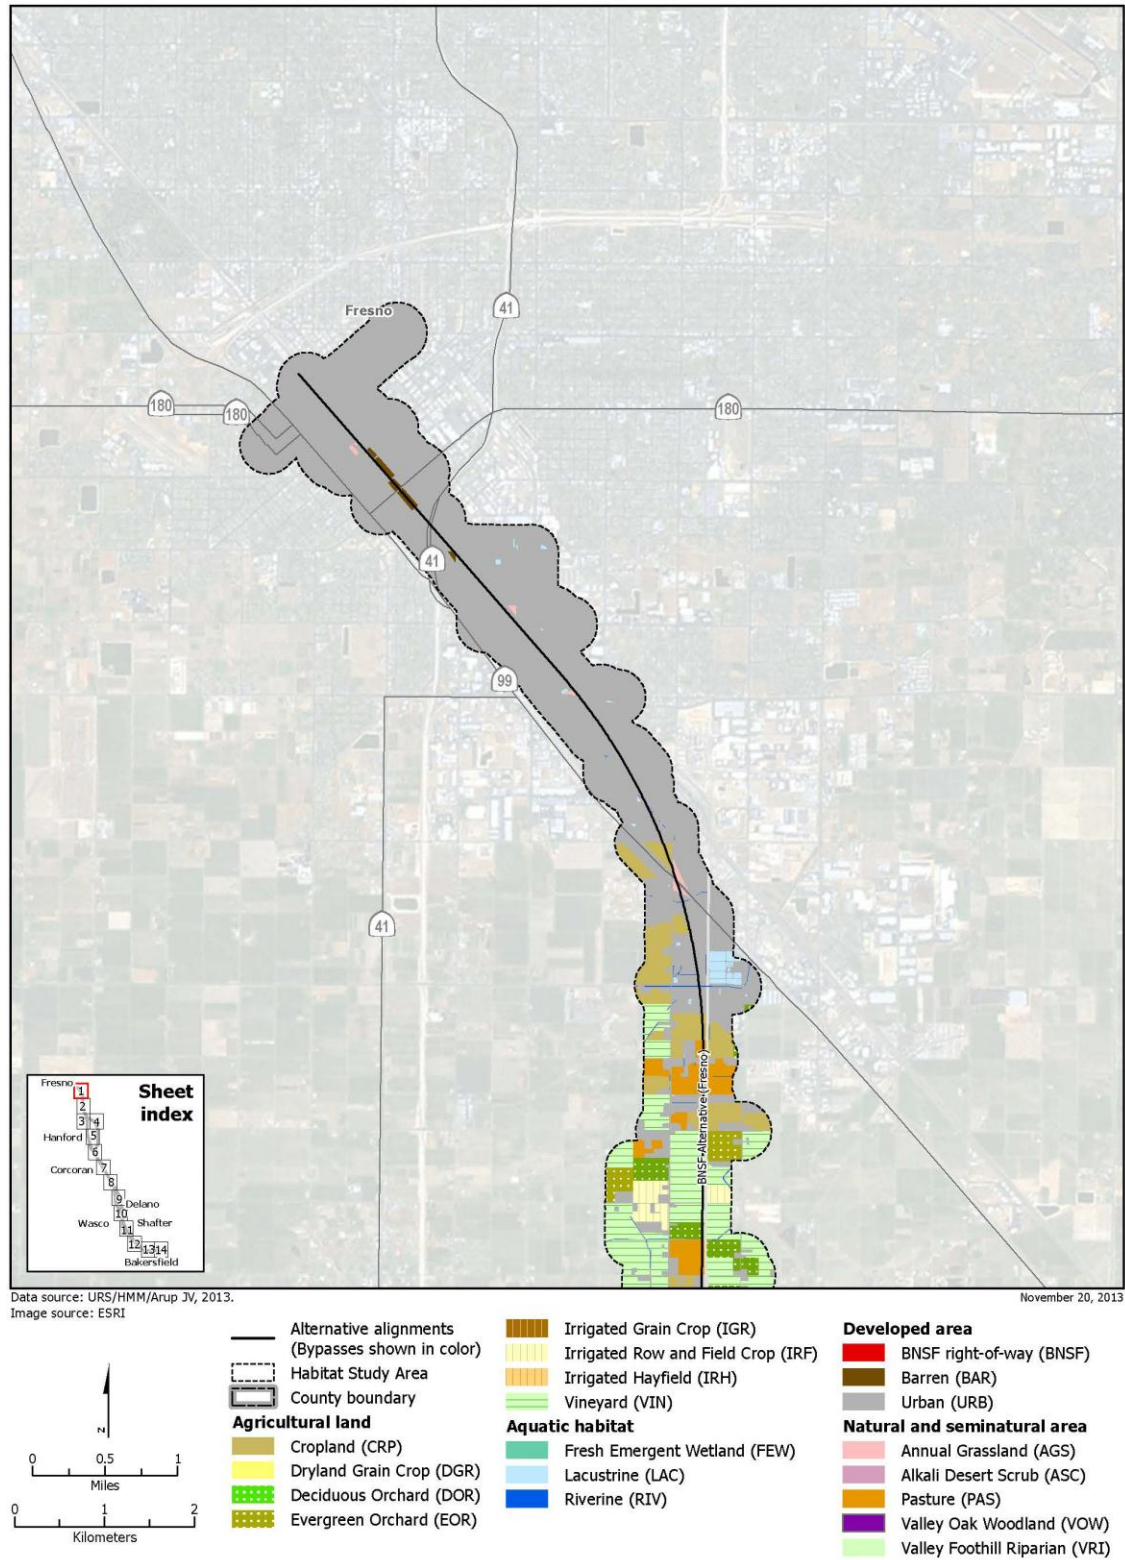 Fresno
41
180
180
180
41
99
41
BNSF Alternative (Fresno)
Fresno
Sheet
index
1
2
3
4
Hanford
5
6
Corcoran
7
8
9
Delano
10
Wasco
11
Shafter
12
13
14
Bakersfield
Data source: URS/HMM/Arup JV, 2013.
November 20, 2013
Image source: ESRI
N
0
0.5
1
Miles
0
1
2
Kilometers
Alternative alignments
(Bypasses shown in color)
Habitat Study Area
County boundary
Agricultural land
Cropland (CRP)
Dryland Grain Crop (DGR)
Deciduous Orchard (DOR)
Evergreen Orchard (EOR)
Irrigated Grain Crop (IGR)
Irrigated Row and Field Crop (IRF)
Irrigated Hayfield (IRH)
Vineyard (VIN)
Aquatic habitat
Fresh Emergent Wetland (FEW)
Lacustrine (LAC)
Riverine (RIV)
Developed area
BNSF right-of-way (BNSF)
Barren (BAR)
Urban (URB)
Natural and seminatural area
Annual Grassland (AGS)
Alkali Desert Scrub (ASC)
Pasture (PAS)
Valley Oak Woodland (VOW)
Valley Foothill Riparian (VRI)